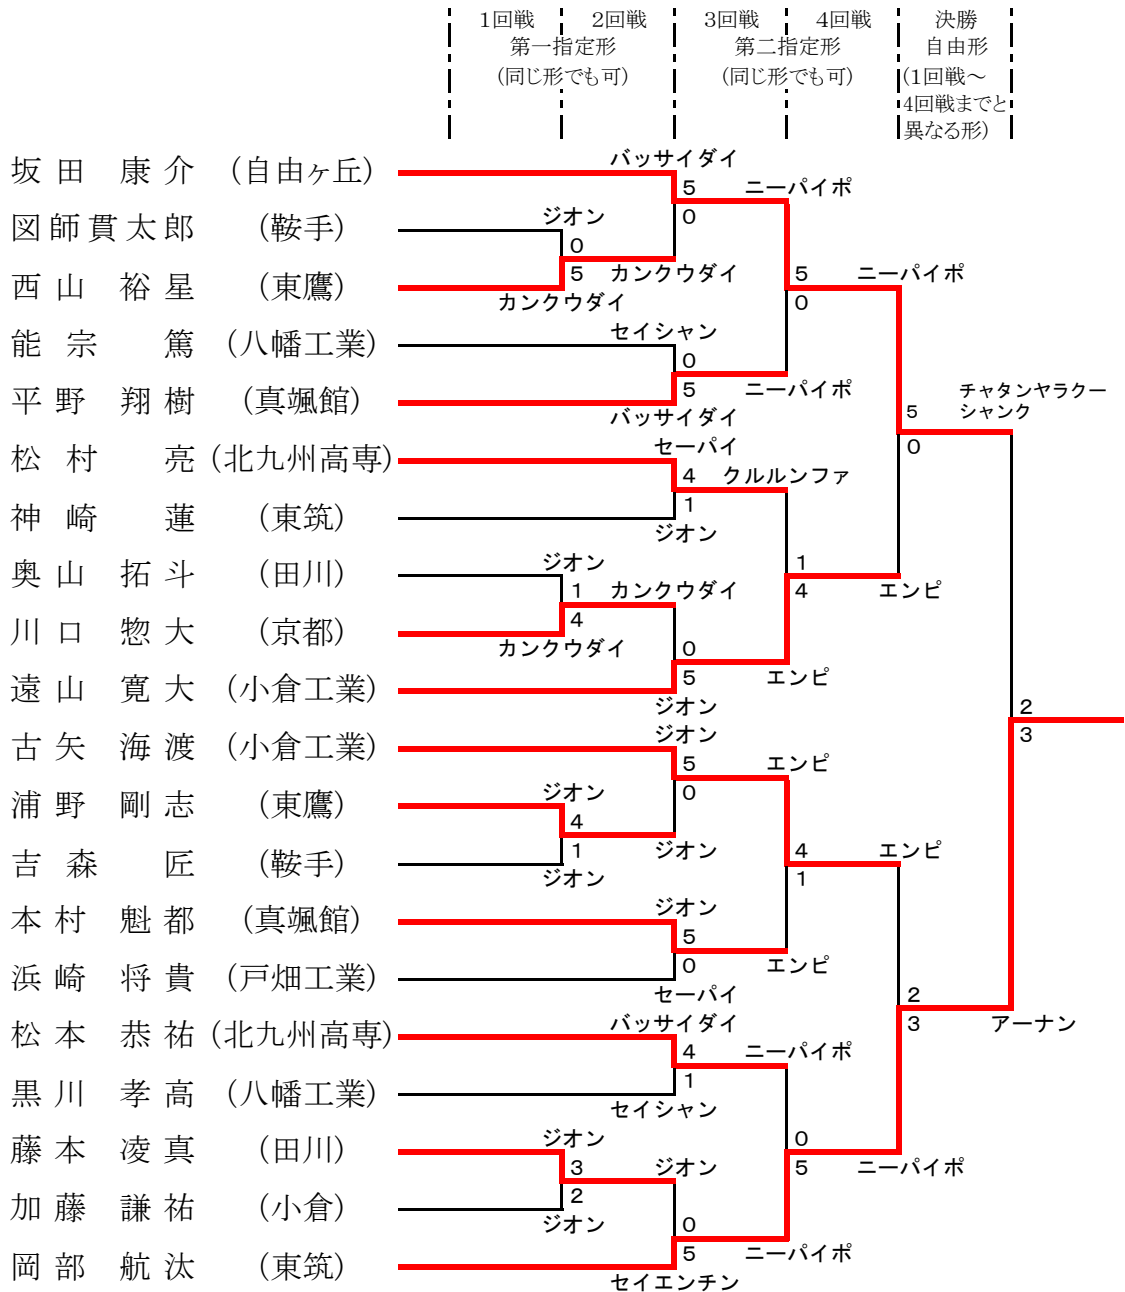 1回戦 2回戦 3回戦 4回戦 決勝
第一指定形 第二指定形 自由形
(同じ形でも可) (同じ形でも可) (1回戦～
4回戦までと
異なる形)
バッサイダイ
坂田 康介 (自由ヶ丘)
5 ニーパイポ
ジオン 0
図師貫太郎 (鞍手)
0
5 カンクウダイ 5 ニーパイポ
西山 裕星 (東鷹)
カンクウダイ 0
セイシャン
能宗 篤 (八幡工業)
0
5 ニーパイポ チャタンヤラクー
平野 翔樹 (真颯館)
バッサイダイ 5 シャンク
セーパイ 0
松村 亮 (北九州高専)
4 クルルンファ
1
神崎 蓮 (東筑)
ジオン
ジオン 1
奥山 拓斗 (田川)
1 カンクウダイ 4 エンピ
4
川口 惣大 (京都)
カンクウダイ 0
5 エンピ
遠山 寛大 (小倉工業)
ジオン 2
ジオン 3
古矢 海渡 (小倉工業)
5 エンピ
ジオン 0
浦野 剛志 (東鷹)
4
1 ジオン 4 エンピ
吉森 匠 (鞍手)
ジオン 1
ジオン
本村 魁都 (真颯館)
5
0 エンピ
浜崎 将貴 (戸畑工業)
セーパイ 2
バッサイダイ 3 アーナン
松本 恭祐 (北九州高専)
4 ニーパイポ
1
黒川 孝高 (八幡工業)
セイシャン
ジオン 0
藤本 凌真 (田川)
3 ジオン 5 ニーパイポ
2
加藤 謙祐 (小倉)
ジオン 0
5 ニーパイポ
岡部 航汰 (東筑)
セイエンチン